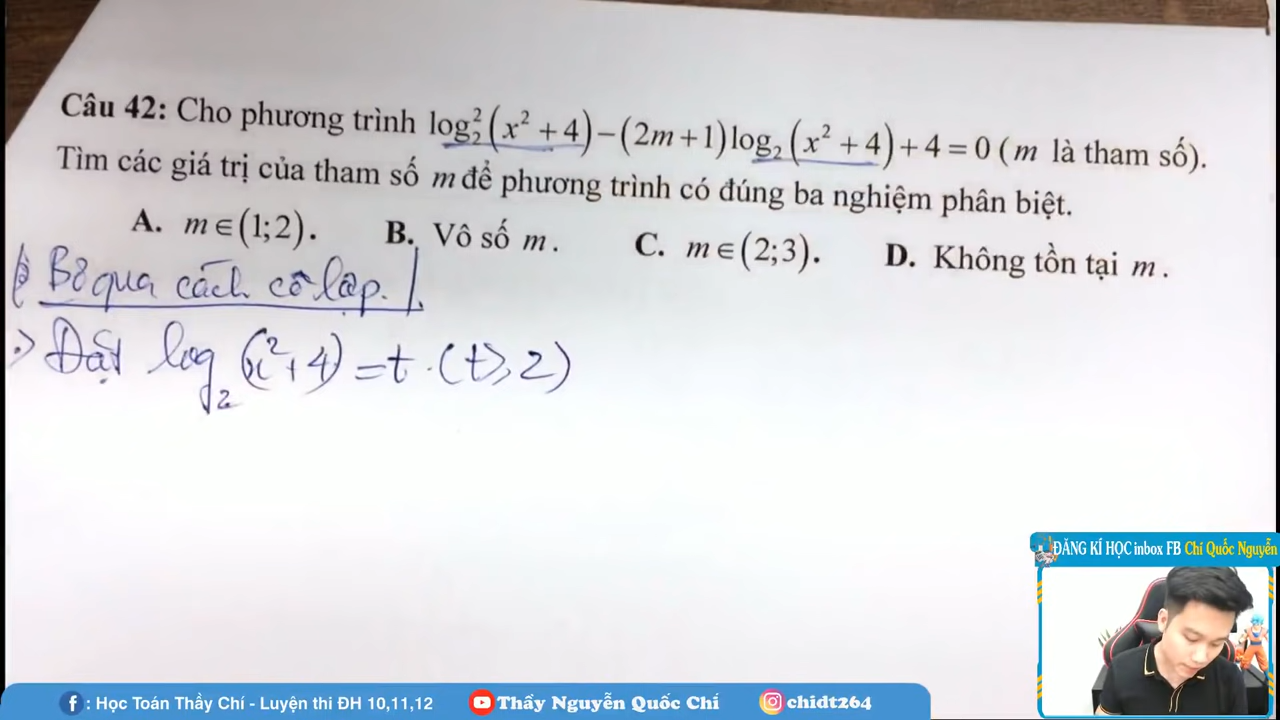 Câu 42: Cho phương trình log₂²(x² + 4) − (2m + 1)log₂(x² + 4) + 4 = 0 (m là tham số).
Tìm các giá trị của tham số m để phương trình có đúng ba nghiệm phân biệt.
A. m ∈ (1;2). B. Vô số m. C. m ∈ (2;3). D. Không tồn tại m.
Bỏ qua cách cô lập.
Đặt log₂(x² + 4) = t. (t ≥ 2)
ĐĂNG KÍ HỌC inbox FB Chí Quốc Nguyễn
: Học Toán Thầy Chí - Luyện thi ĐH 10,11,12
Thầy Nguyễn Quốc Chí
chidt264